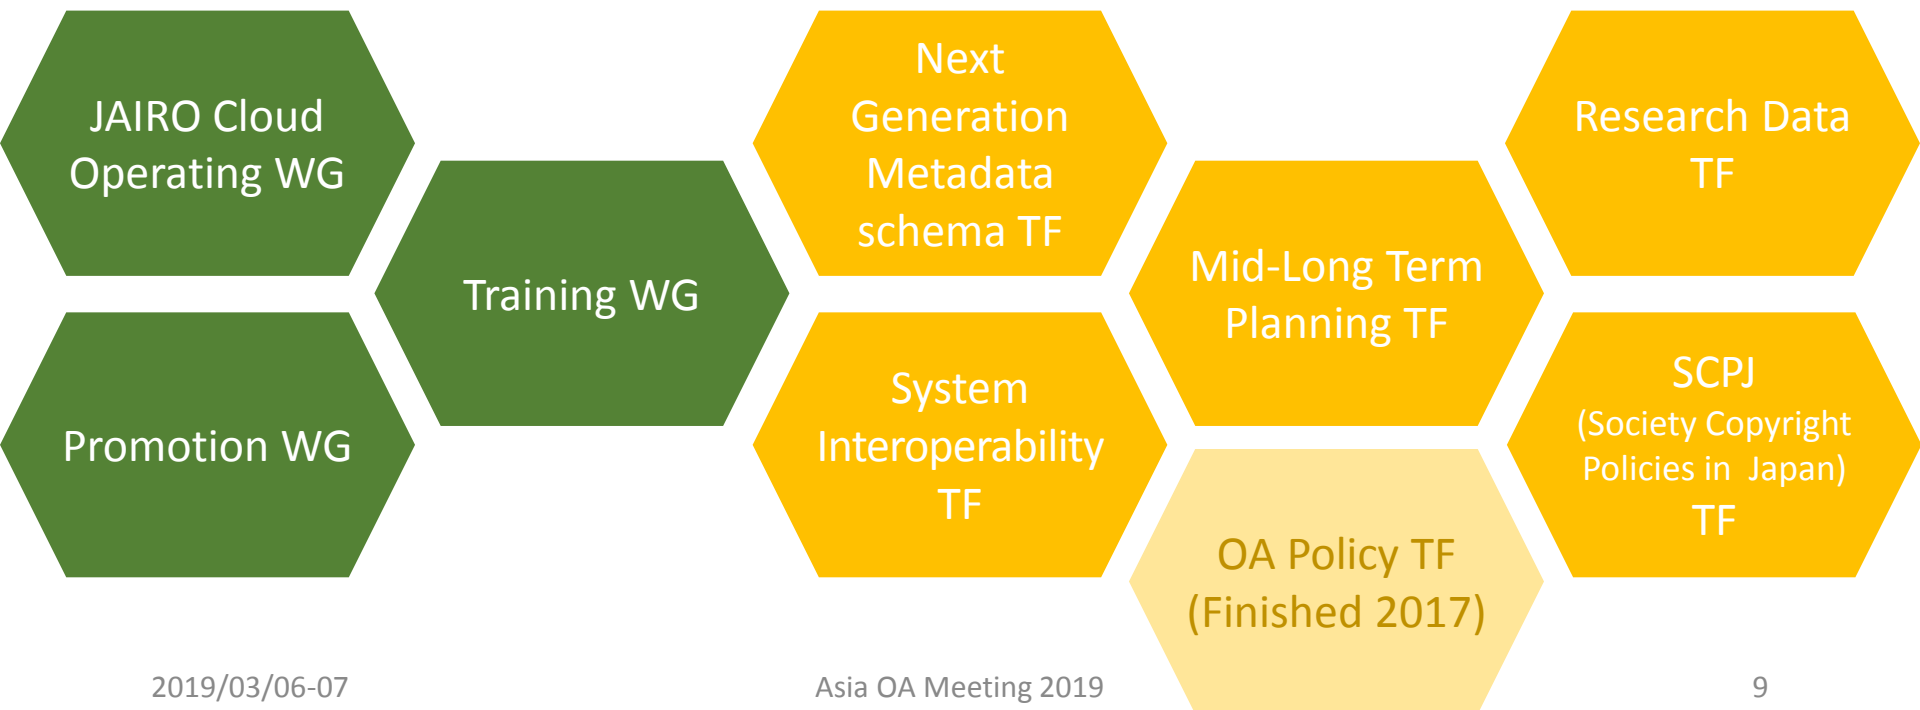 JAIRO Cloud
Operating WG
Promotion WG
Training WG
Next
Generation
Metadata
schema TF
System
Interoperability
TF
Mid-Long Term
Planning TF
OA Policy TF
(Finished 2017)
Research Data
TF
SCPJ
(Society Copyright
Policies in  Japan)
TF
2019/03/06-07
Asia OA Meeting 2019
9